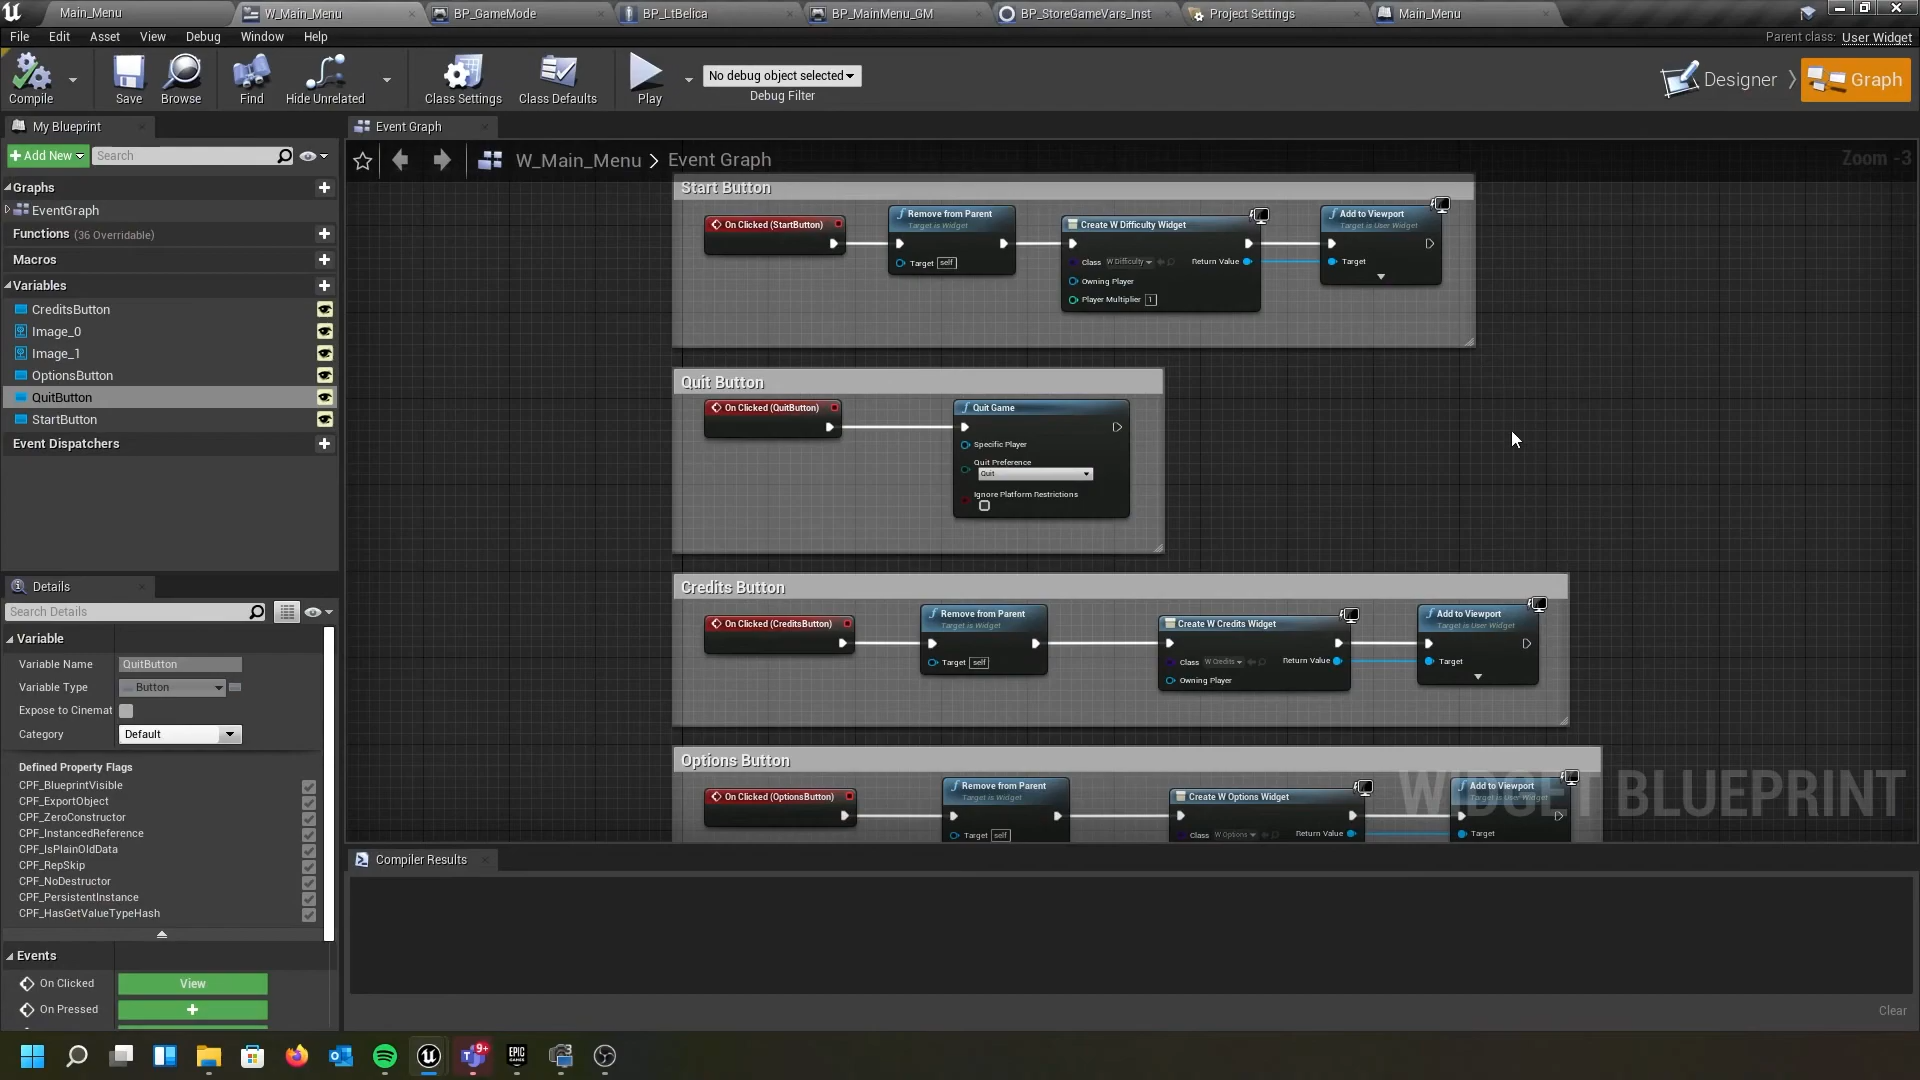 Main_Menu
W_Main_Menu
BP_GameMode
BP_LtBelica
BP_MainMenu_GM
BP_StoreGameVars_Inst
Project Settings
Main_Menu
File Edit Asset View Debug Window Help
Parent class: User Widget
Compile
Save
Browse
Find
Hide Unrelated
Class Settings
Class Defaults
Play
No debug object selected
Debug Filter
Designer
Graph
My Blueprint
Event Graph
Add New
Search
W_Main_Menu > Event Graph
Zoom -3
Graphs
EventGraph
Functions (36 Overridable)
Macros
Variables
CreditsButton
Image_0
Image_1
OptionsButton
QuitButton
StartButton
Event Dispatchers
Start Button
On Clicked (StartButton)
Remove from Parent
Target is Widget
Target self
Create W Difficulty Widget
Class W Difficulty
Return Value
Owning Player
Player Multiplier 1
Add to Viewport
Target is User Widget
Target
Quit Button
On Clicked (QuitButton)
Quit Game
Specific Player
Quit Preference
Quit
Ignore Platform Restrictions
Credits Button
On Clicked (CreditsButton)
Remove from Parent
Target is Widget
Target self
Create W Credits Widget
Class W Credits
Return Value
Owning Player
Add to Viewport
Target is User Widget
Target
Options Button
On Clicked (OptionsButton)
Remove from Parent
Target is Widget
Target self
Create W Options Widget
Class W Options
Return Value
Add to Viewport
Target is User Widget
Target
WIDGET BLUEPRINT
Details
Search Details
Variable
Variable Name QuitButton
Variable Type Button
Expose to Cinemat
Category Default
Defined Property Flags
CPF_BlueprintVisible
CPF_ExportObject
CPF_ZeroConstructor
CPF_InstancedReference
CPF_IsPlainOldData
CPF_RepSkip
CPF_NoDestructor
CPF_PersistentInstance
CPF_HasGetValueTypeHash
Events
On Clicked View
On Pressed +
Compiler Results
Clear
9+
EPIC
GAMES